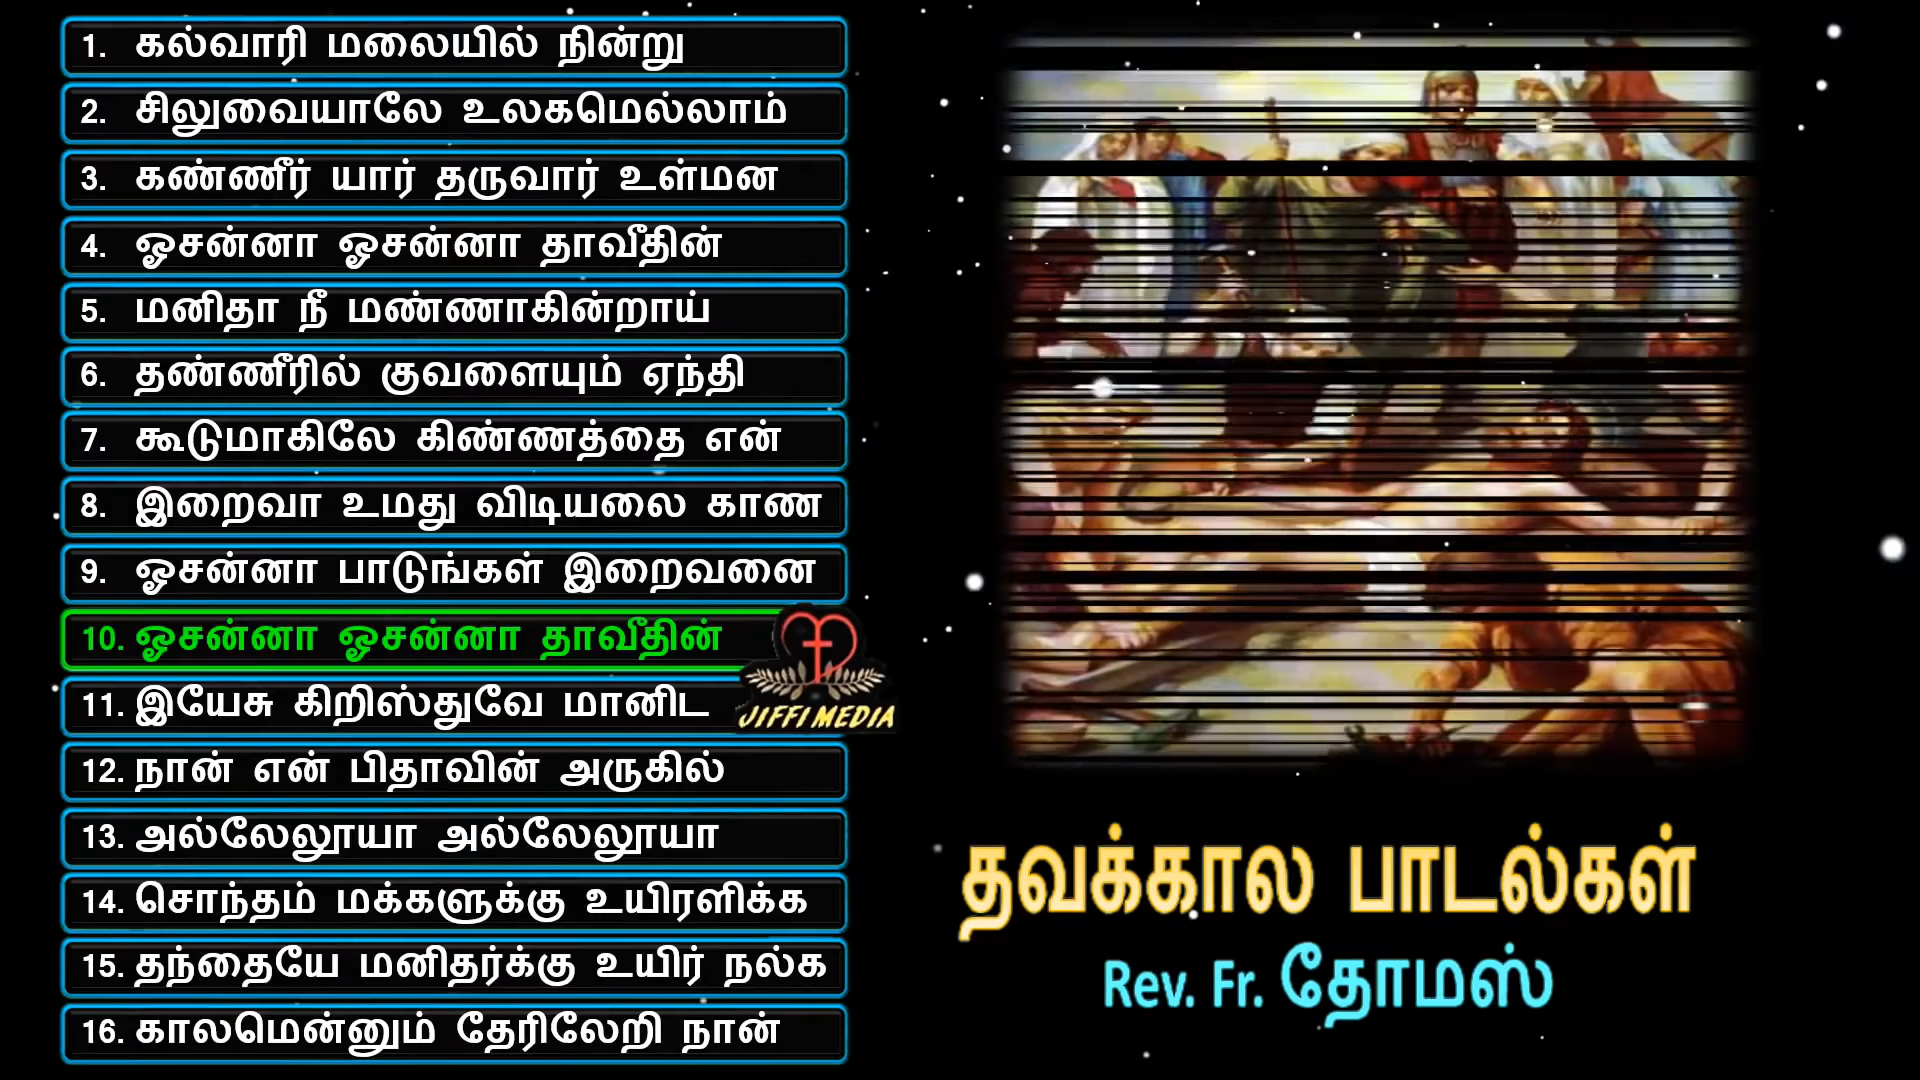 1. கல்வாரி மலையில் நின்று
2. சிலுவையாலே உலகமெல்லாம்
3. கண்ணீர் யார் தருவார் உள்மன
4. ஓசன்னா ஓசன்னா தாவீதின்
5. மனிதா நீ மண்ணாகின்றாய்
6. தண்ணீரில் குவளையும் ஏந்தி
7. கூடுமாகிலே கிண்ணத்தை என்
8. இறைவா உமது விடியலை காண
9. ஓசன்னா பாடுங்கள் இறைவனை
10. ஓசன்னா ஓசன்னா தாவீதின்
11. இயேசு கிறிஸ்துவே மானிட
12. நான் என் பிதாவின் அருகில்
13. அல்லேலூயா அல்லேலூயா
14. சொந்தம் மக்களுக்கு உயிரளிக்க
15. தந்தையே மனிதர்க்கு உயிர் நல்க
16. காலமென்னும் தேரிலேறி நான்
JIFFI MEDIA
தவக்கால பாடல்கள்
Rev. Fr. தோமஸ்